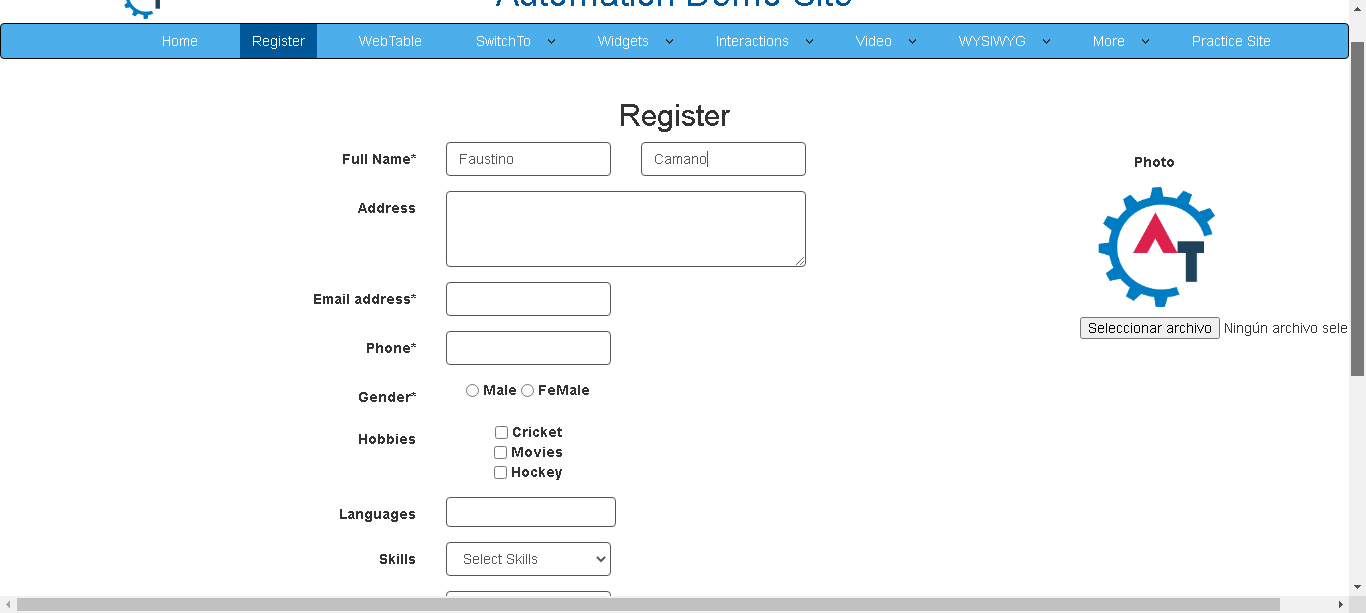 Automation Demo Site
Home Register WebTable SwitchTo Widgets Interactions Video WYSIWYG More Practice Site
Register
Full Name* Faustino Camano
Photo
Address
AT
Email address*
Seleccionar archivo Ningún archivo sele
Phone*
Gender* Male FeMale
Hobbies Cricket
Movies
Hockey
Languages
Skills Select Skills